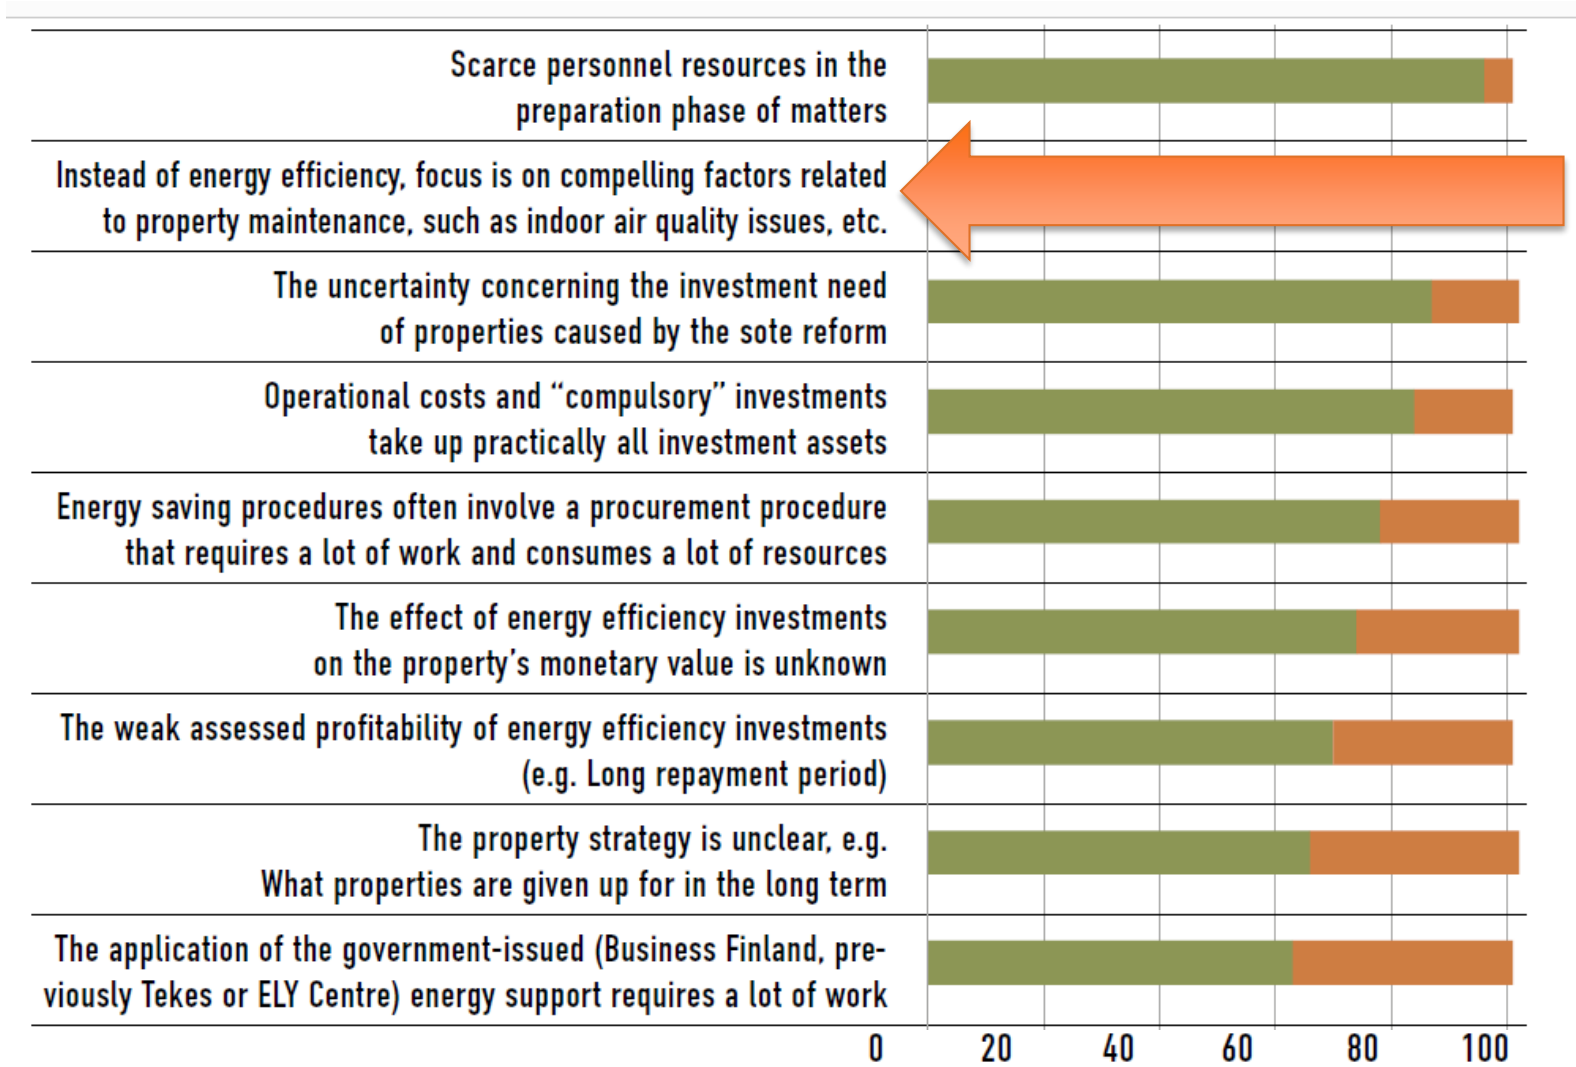 Scarce personnel resources in the
preparation phase of matters
Instead of energy efficiency, focus is on compelling factors related
to property maintenance, such as indoor air quality issues, etc.
The uncertainty concerning the investment need
of properties caused by the sote reform
Operational costs and “compulsory” investments
take up practically all investment assets
Energy saving procedures often involve a procurement procedure
that requires a lot of work and consumes a lot of resources
The effect of energy efficiency investments
on the property’s monetary value is unknown
The weak assessed profitability of energy efficiency investments
(e.g. Long repayment period)
The property strategy is unclear, e.g.
What properties are given up for in the long term
The application of the government-issued (Business Finland, pre-
viously Tekes or ELY Centre) energy support requires a lot of work
0 20 40 60 80 100